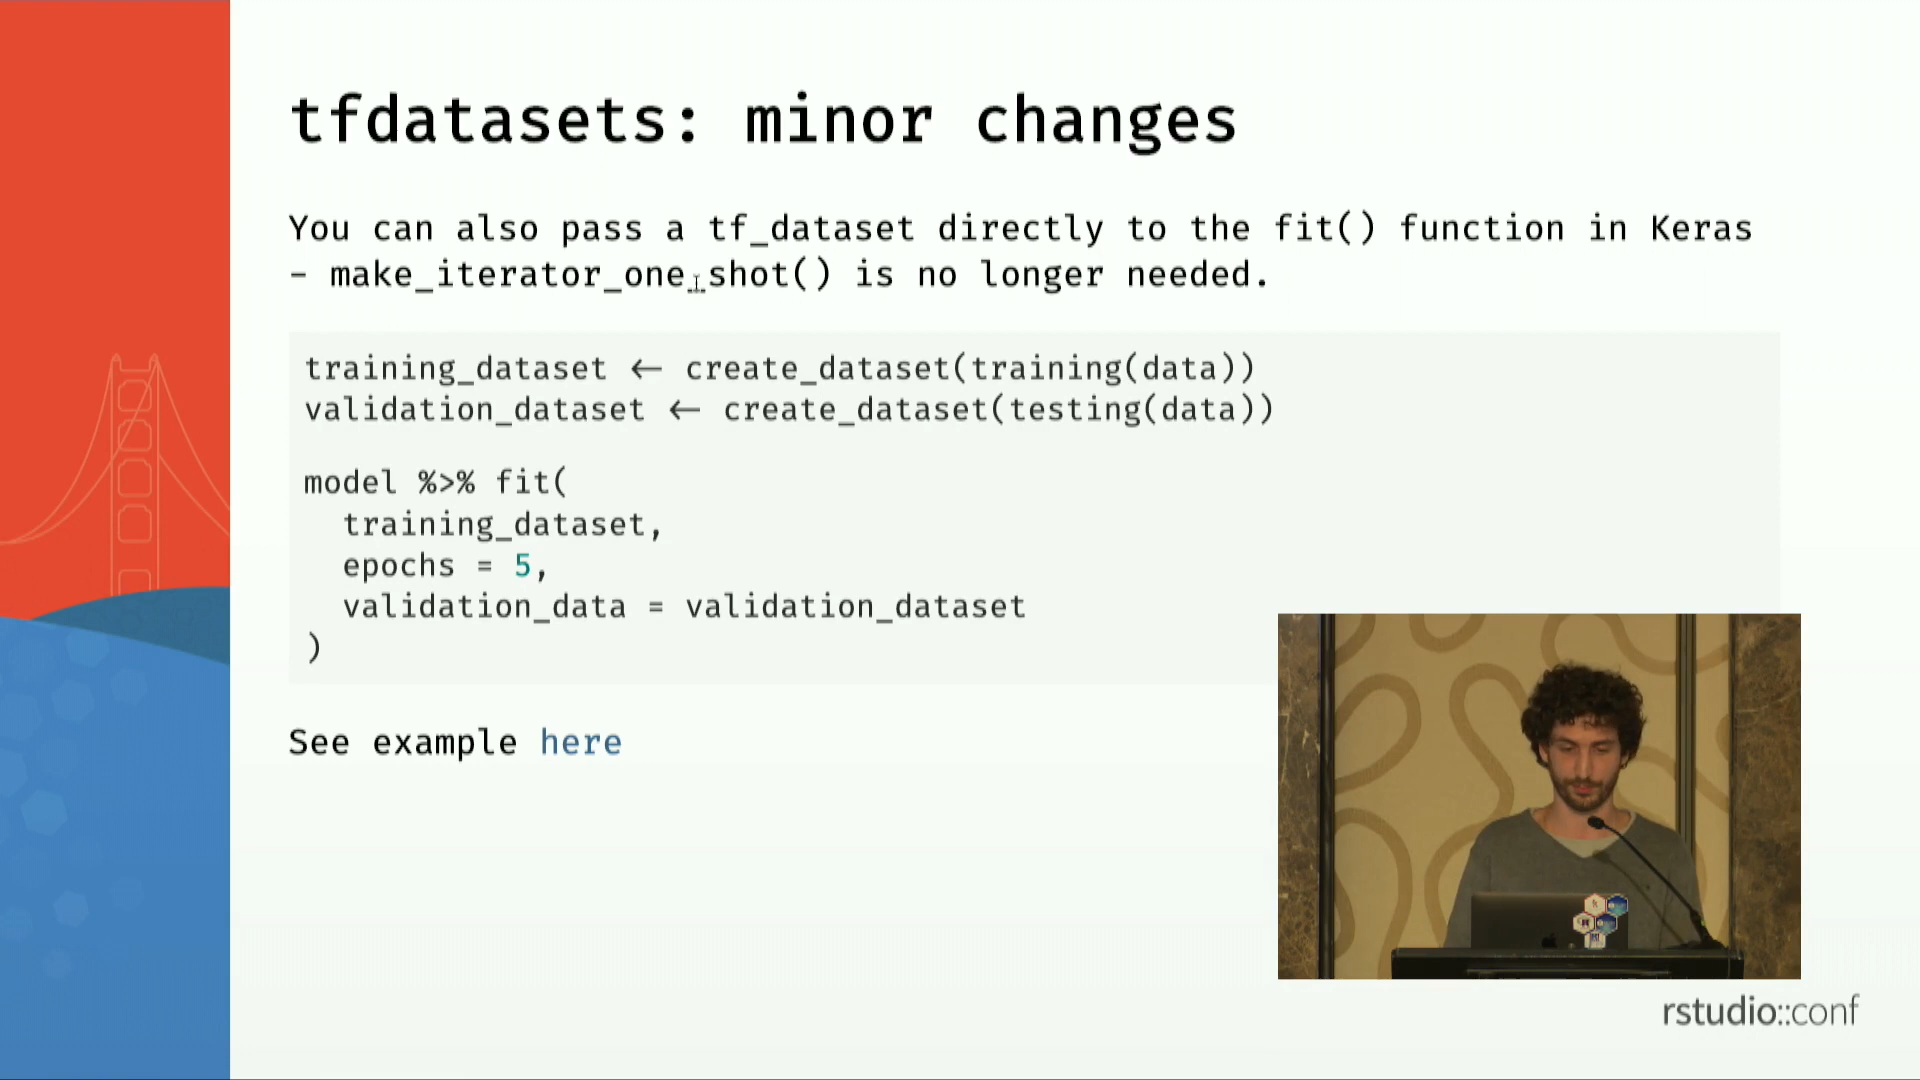 tfdatasets: minor changes
You can also pass a tf_dataset directly to the fit() function in Keras
– make_iterator_one_shot() is no longer needed.
training_dataset ← create_dataset(training(data))
validation_dataset ← create_dataset(testing(data))
model %>% fit(
  training_dataset,
  epochs = 5,
  validation_data = validation_dataset
)
See example here
rstudio::conf